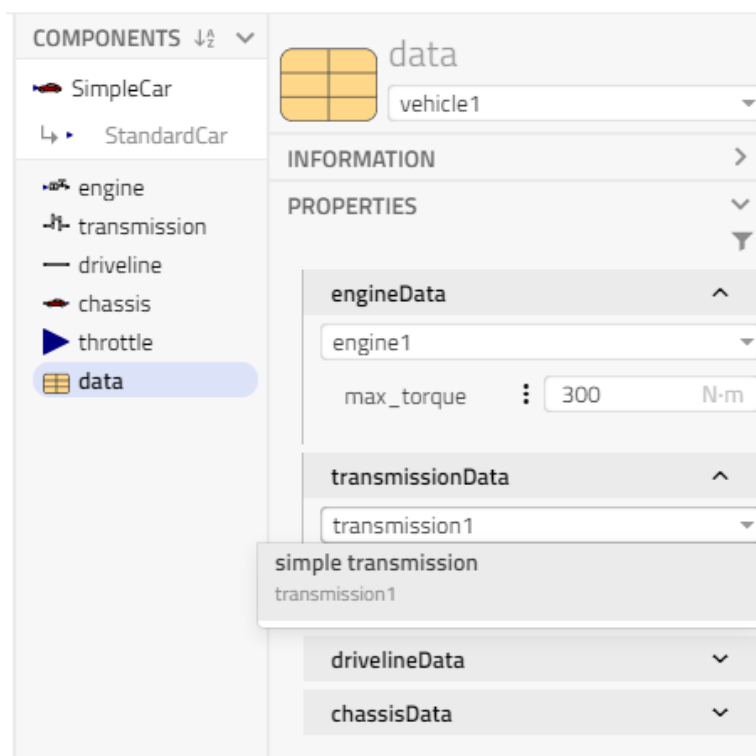 COMPONENTS
SimpleCar
StandardCar
engine
transmission
driveline
chassis
throttle
data
data
vehicle1
INFORMATION
PROPERTIES
engineData
engine1
max_torque 300 N·m
transmissionData
transmission1
simple transmission
transmission1
drivelineData
chassisData